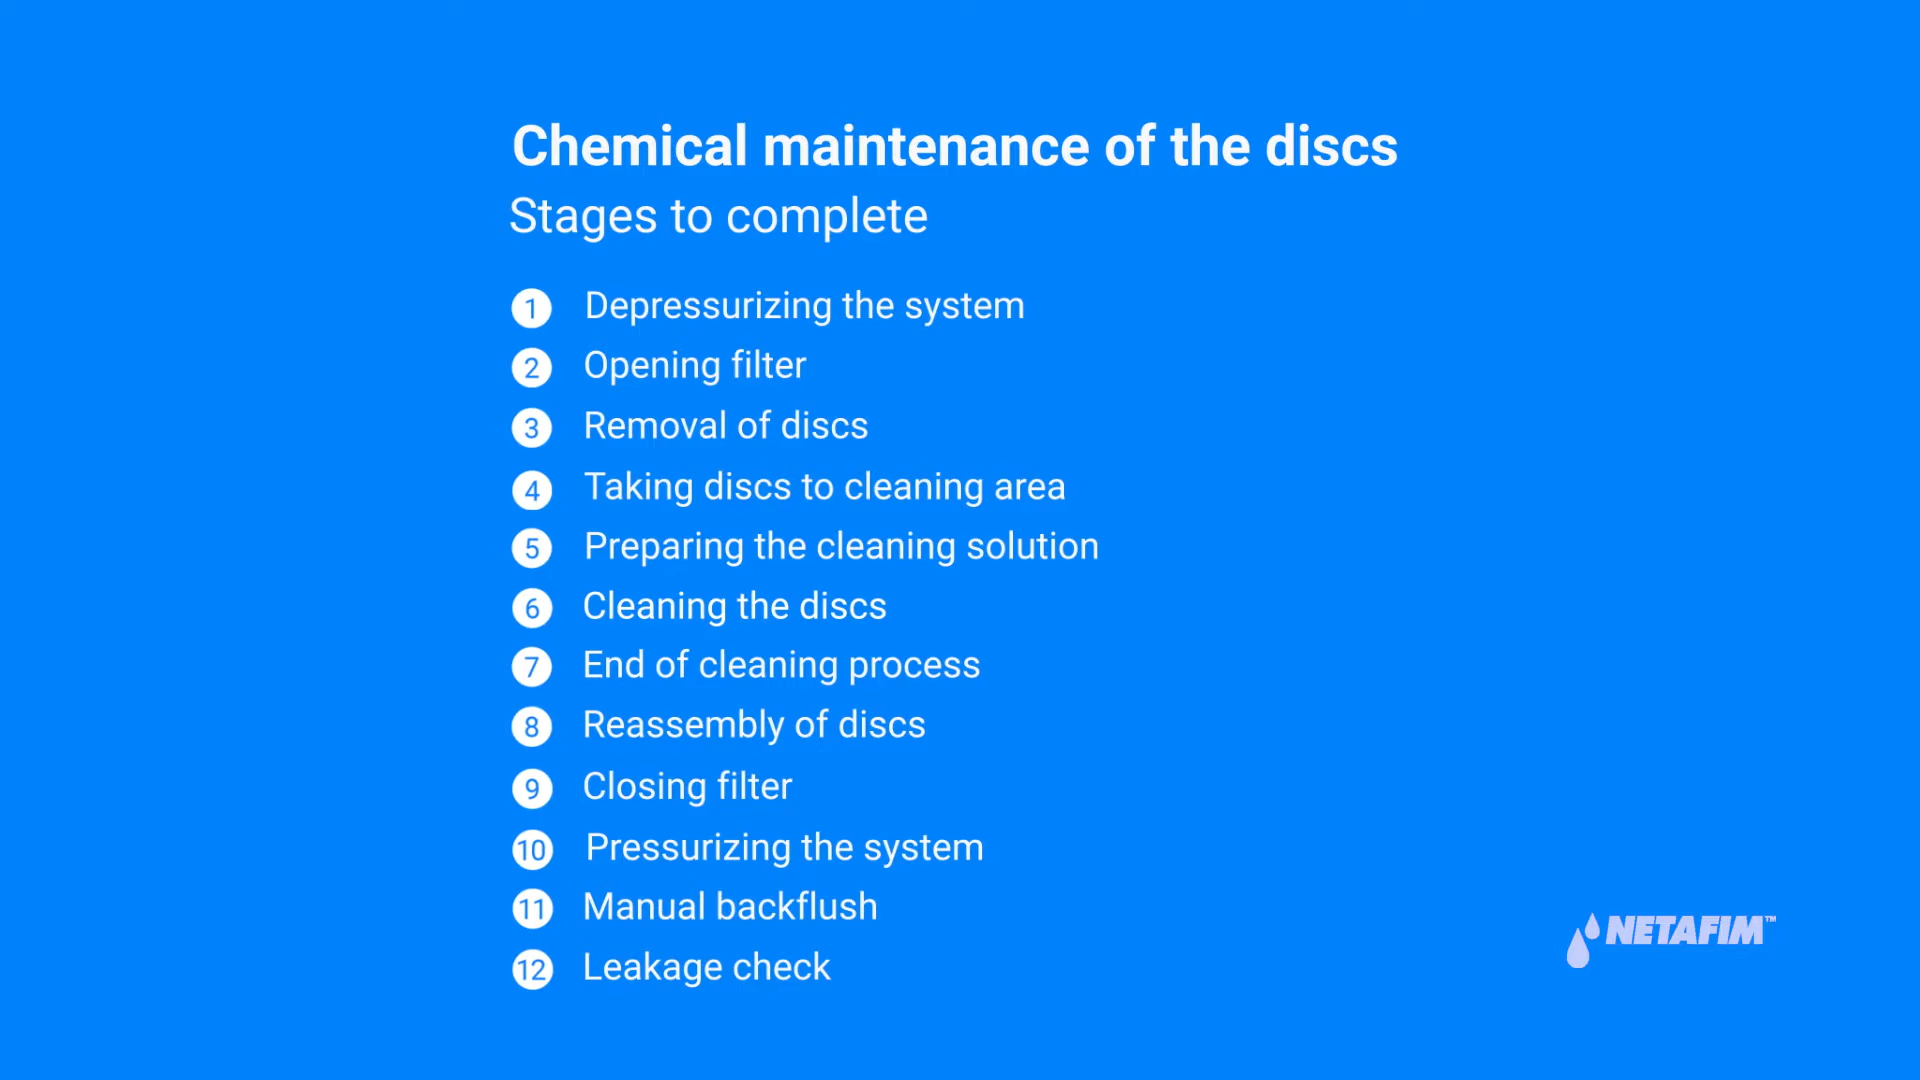 Chemical maintenance of the discs
Stages to complete
1 Depressurizing the system
2 Opening filter
3 Removal of discs
4 Taking discs to cleaning area
5 Preparing the cleaning solution
6 Cleaning the discs
7 End of cleaning process
8 Reassembly of discs
9 Closing filter
10 Pressurizing the system
11 Manual backflush
12 Leakage check
NETAFIM™